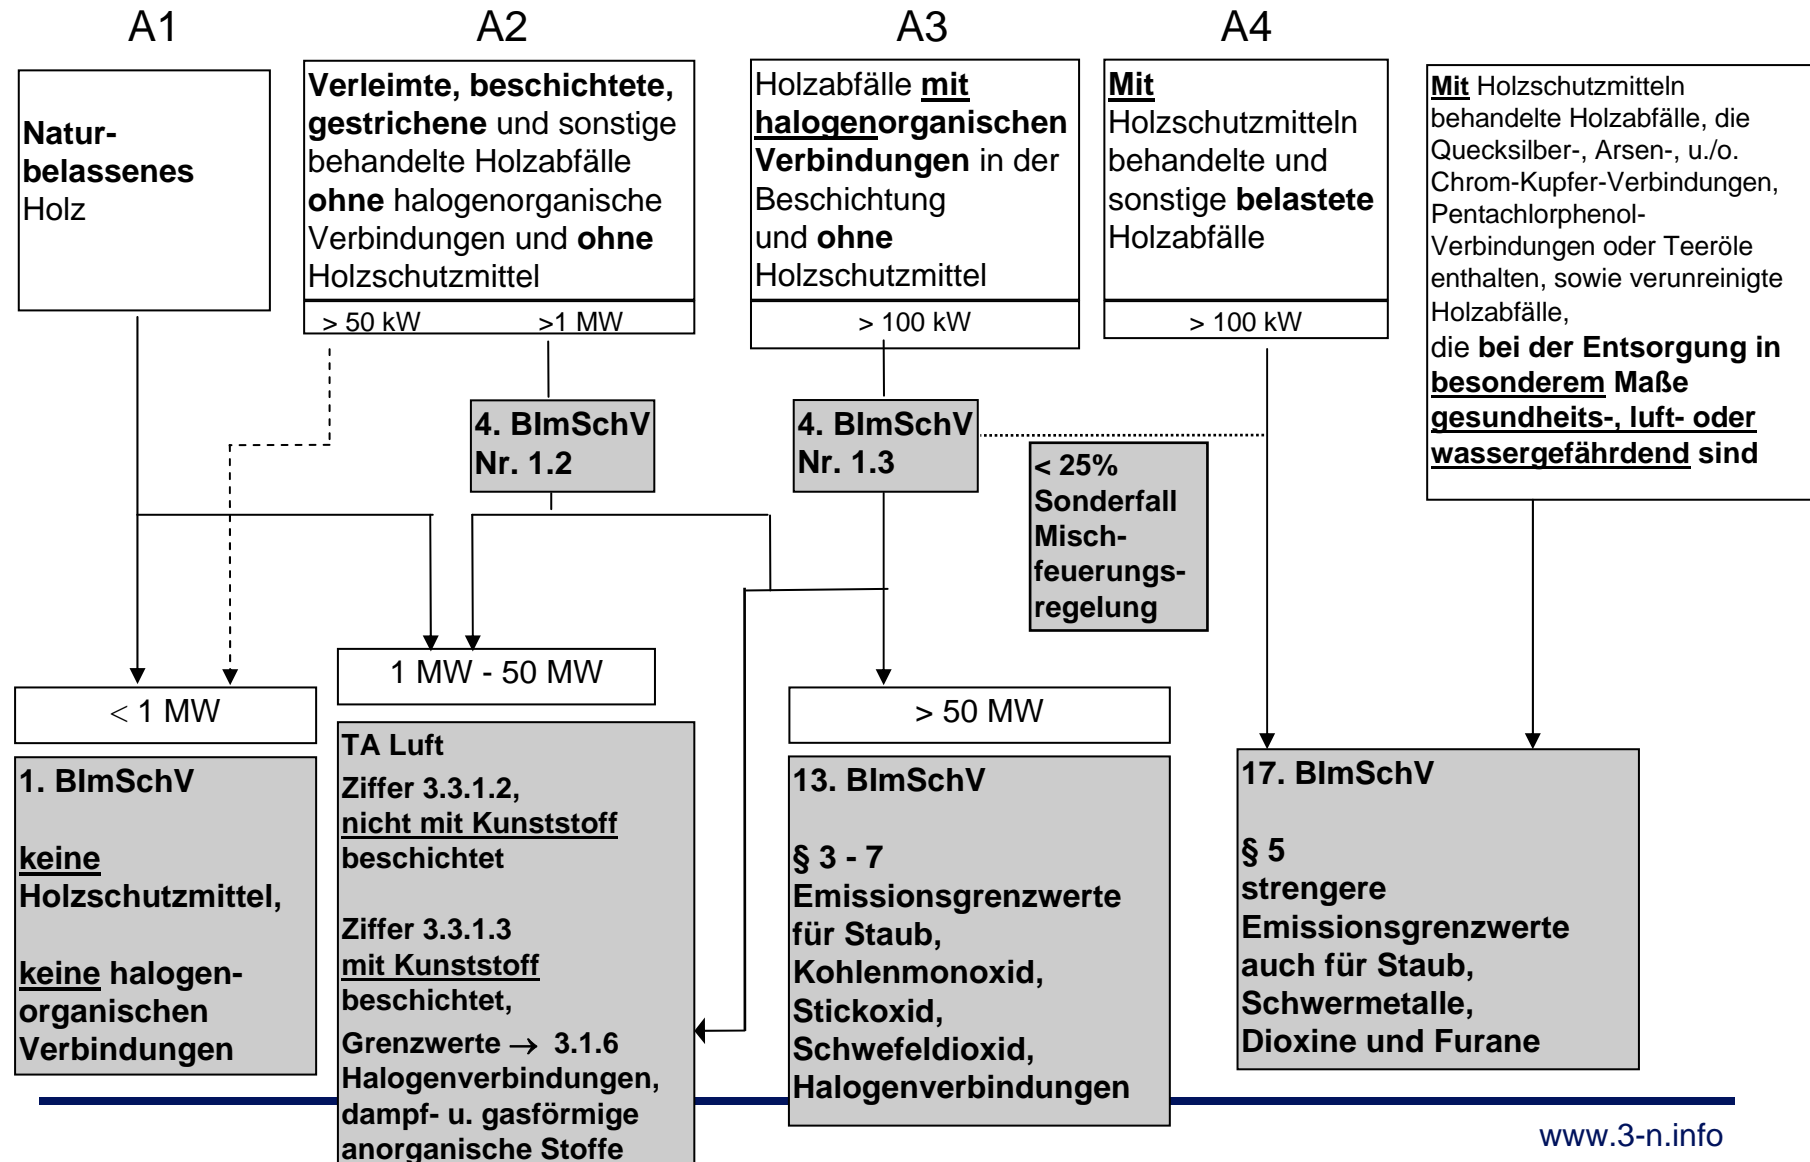 A1
A2
A3
A4
Natur-
belassenes
Holz
Verleimte, beschichtete,
gestrichene und sonstige
behandelte Holzabfälle
ohne halogenorganische
Verbindungen und ohne
Holzschutzmittel
> 50 kW >1 MW
Holzabfälle mit
halogenorganischen
Verbindungen in der
Beschichtung
und ohne
Holzschutzmittel
> 100 kW
Mit
Holzschutzmitteln
behandelte und
sonstige belastete
Holzabfälle
> 100 kW
Mit Holzschutzmitteln
behandelte Holzabfälle, die
Quecksilber-, Arsen-, u./o.
Chrom-Kupfer-Verbindungen,
Pentachlorphenol-
Verbindungen oder Teeröle
enthalten, sowie verunreinigte
Holzabfälle,
die bei der Entsorgung in
besonderem Maße
gesundheits-, luft- oder
wassergefährdend sind
4. BImSchV
Nr. 1.2
4. BImSchV
Nr. 1.3
< 25%
Sonderfall
Misch-
feuerungs-
regelung
< 1 MW
1 MW - 50 MW
> 50 MW
1. BImSchV
keine
Holzschutzmittel,
keine halogen-
organischen
Verbindungen
TA Luft
Ziffer 3.3.1.2,
nicht mit Kunststoff
beschichtet
Ziffer 3.3.1.3
mit Kunststoff
beschichtet,
Grenzwerte → 3.1.6
Halogenverbindungen,
dampf- u. gasförmige
anorganische Stoffe
13. BImSchV
§ 3 - 7
Emissionsgrenzwerte
für Staub,
Kohlenmonoxid,
Stickoxid,
Schwefeldioxid,
Halogenverbindungen
17. BImSchV
§ 5
strengere
Emissionsgrenzwerte
auch für Staub,
Schwermetalle,
Dioxine und Furane
www.3-n.info